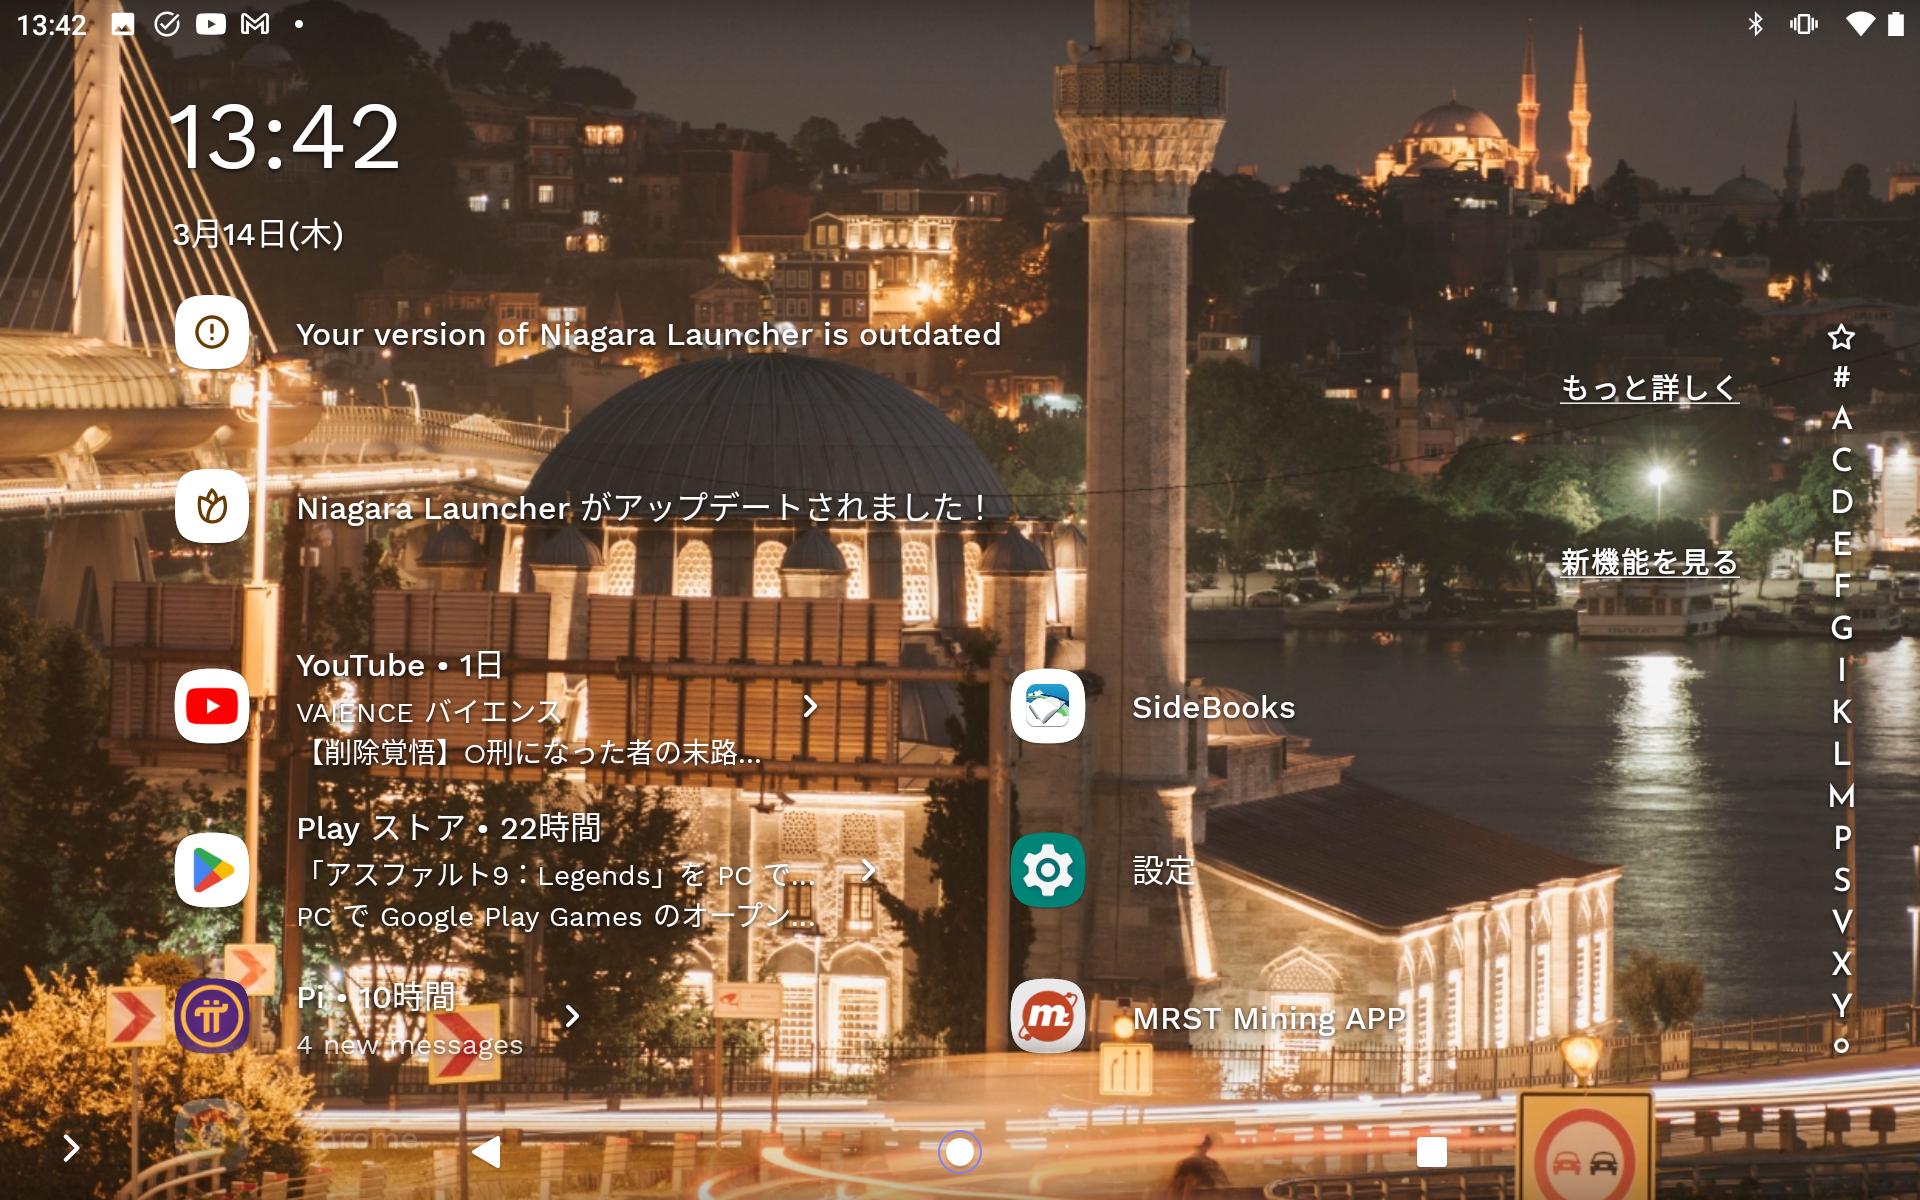 13:42
13:42
3月14日(木)
Your version of Niagara Launcher is outdated
もっと詳しく
Niagara Launcher がアップデートされました！
新機能を見る
YouTube • 1日
VAIENCE バイエンス
【削除覚悟】○刑になった者の末路…
SideBooks
Play ストア • 22時間
「アスファルト9：Legends」を PC で…
PC で Google Play Games のオープン…
設定
Pi • 10時間
4 new messages
MRST Mining APP
Chrome
#
A
C
D
E
F
G
I
K
L
M
P
S
V
X
Y